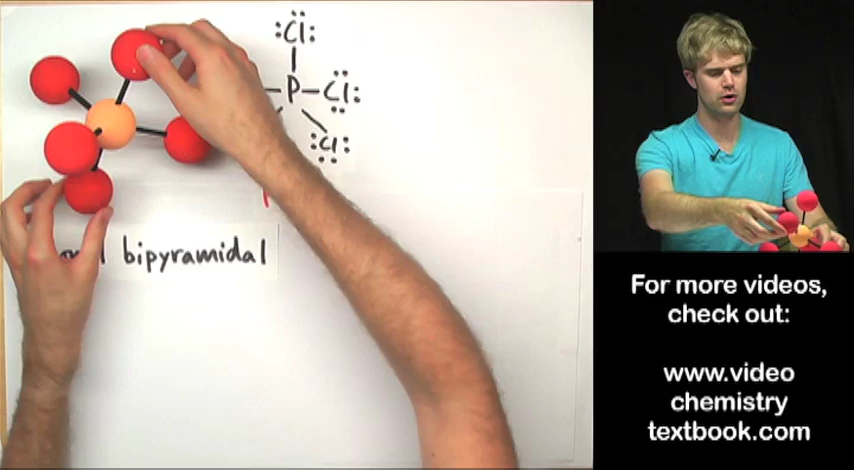 :Cl:
P Cl:
:Cl:
bipyramidal
For more videos,
check out:
www.video
chemistry
textbook.com